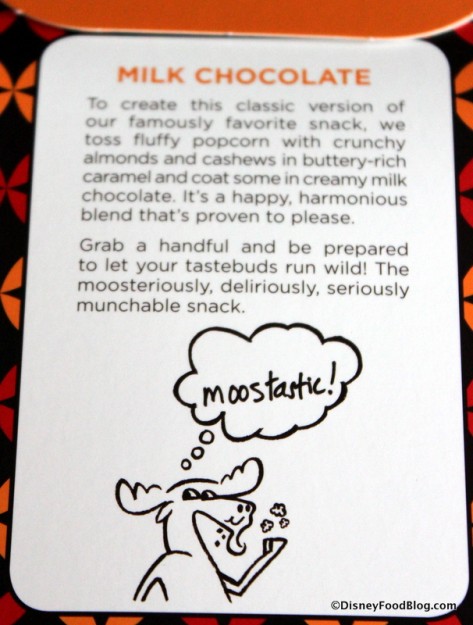 MILK CHOCOLATE
To create this classic version of
our famously favorite snack, we
toss fluffy popcorn with crunchy
almonds and cashews in buttery-rich
caramel and coat some in creamy milk
chocolate. It's a happy, harmonious
blend that's proven to please.
Grab a handful and be prepared
to let your tastebuds run wild! The
moosteriously, deliriously, seriously
munchable snack.
moostastic!
©DisneyFoodBlog.com